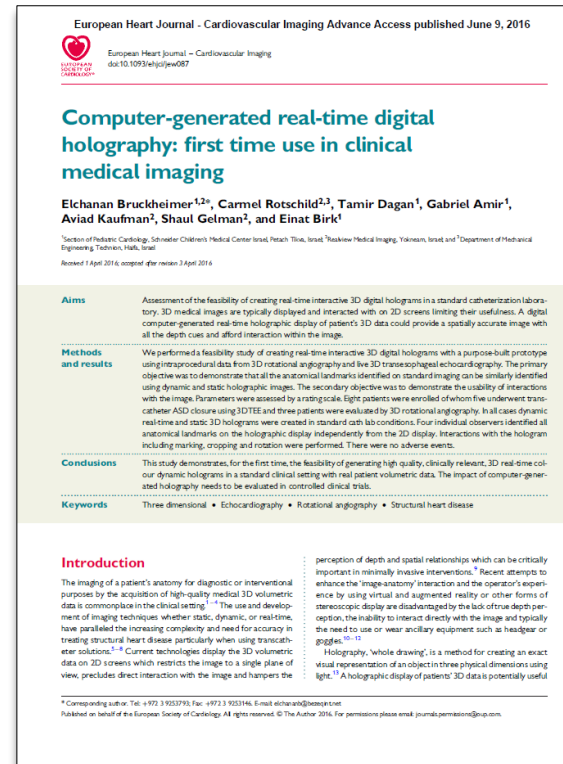 European Heart Journal - Cardiovascular Imaging Advance Access published June 9, 2016
EUROPEAN
SOCIETY OF
CARDIOLOGY®
European Heart Journal – Cardiovascular Imaging
doi:10.1093/ehjci/jew087
Computer-generated real-time digital
holography: first time use in clinical
medical imaging
Elchanan Bruckheimer1,2*, Carmel Rotschild2,3, Tamir Dagan1, Gabriel Amir1,
Aviad Kaufman2, Shaul Gelman2, and Einat Birk1
1Section of Pediatric Cardiology, Schneider Children's Medical Center Israel, Petach Tikva, Israel; 2Realview Medical Imaging, Yokneam, Israel; and 3Department of Mechanical
Engineering, Technion, Haifa, Israel
Received 1 April 2016; accepted after revision 3 April 2016
Aims
Assessment of the feasibility of creating real-time interactive 3D digital holograms in a standard catheterization labora-
tory. 3D medical images are typically displayed and interacted with on 2D screens limiting their usefulness. A digital
computer-generated real-time holographic display of patient's 3D data could provide a spatially accurate image with
all the depth cues and afford interaction within the image.
Methods
and results
We performed a feasibility study of creating real-time interactive 3D digital holograms with a purpose-built prototype
using intraprocedural data from 3D rotational angiography and live 3D transesophageal echocardiography. The primary
objective was to demonstrate that all the anatomical landmarks identified on standard imaging can be similarly identified
using dynamic and static holographic images. The secondary objective was to demonstrate the usability of interactions
with the image. Parameters were assessed by a rating scale. Eight patients were enrolled of whom five underwent trans-
catheter ASD closure using 3DTEE and three patients were evaluated by 3D rotational angiography. In all cases dynamic
real-time and static 3D holograms were created in standard cath lab conditions. Four individual observers identified all
anatomical landmarks on the holographic display independently from the 2D display. Interactions with the hologram
including marking, cropping and rotation were performed. There were no adverse events.
Conclusions
This study demonstrates, for the first time, the feasibility of generating high quality, clinically relevant, 3D real-time col-
our dynamic holograms in a standard clinical setting with real patient volumetric data. The impact of computer-gener-
ated holography needs to be evaluated in controlled clinical trials.
Keywords
Three dimensional • Echocardiography • Rotational angiography • Structural heart disease
Introduction
The imaging of a patient's anatomy for diagnostic or interventional
purposes by the acquisition of high-quality medical 3D volumetric
data is commonplace in the clinical setting.1–4 The use and develop-
ment of imaging techniques whether static, dynamic, or real-time,
have paralleled the increasing complexity and need for accuracy in
treating structural heart disease particularly when using transcath-
eter solutions.5–8 Current technologies display the 3D volumetric
data on 2D screens which restricts the image to a single plane of
view, precludes direct interaction with the image and hampers the
perception of depth and spatial relationships which can be critically
important in minimally invasive interventions.9 Recent attempts to
enhance the 'image-anatomy' interaction and the operator's experi-
ence by using virtual and augmented reality or other forms of
stereoscopic display are disadvantaged by the lack of true depth per-
ception, the inability to interact directly with the image and typically
the need to use or wear ancillary equipment such as headgear or
goggles.10–12
Holography, 'whole drawing', is a method for creating an exact
visual representation of an object in three physical dimensions using
light.13 A holographic display of patients' 3D data is potentially useful
* Corresponding author. Tel: +972 3 9253793; Fax: +972 3 9253146. E-mail: elchananb@bezeqint.net
Published on behalf of the European Society of Cardiology. All rights reserved. © The Author 2016. For permissions please email: journals.permissions@oup.com.